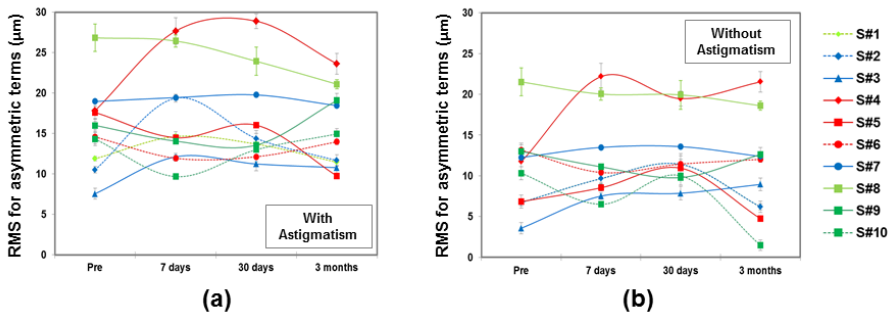 RMS for asymmetric terms (µm)
30
25
20
15
10
5
0
Pre
7 days
30 days
3 months
With
Astigmatism
(a)
RMS for asymmetric terms (µm)
30
25
20
15
10
5
0
Pre
7 days
30 days
3 months
Without
Astigmatism
(b)
S#1
S#2
S#3
S#4
S#5
S#6
S#7
S#8
S#9
S#10